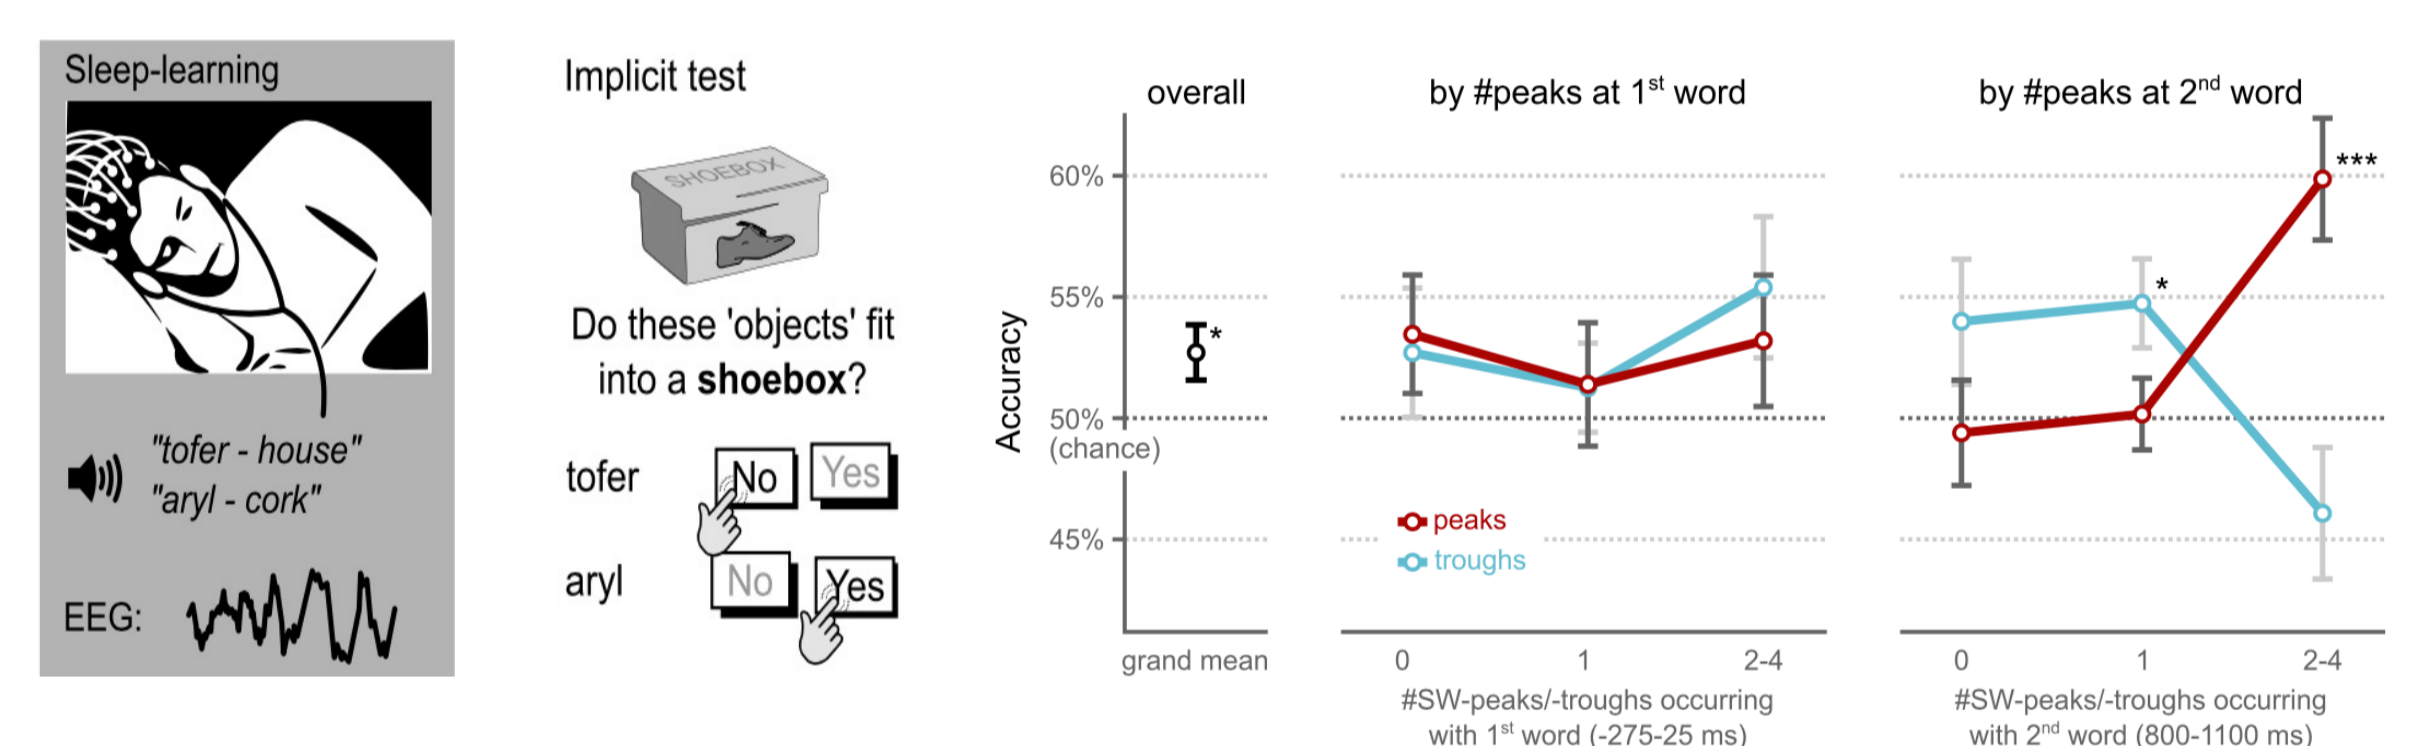 Sleep-learning
"tofer - house"
"aryl - cork"
EEG:
Implicit test
SHOEBOX
Do these 'objects' fit
into a shoebox?
tofer No Yes
aryl No Yes
Accuracy
60%
55%
50%
(chance)
45%
overall
*
grand mean
by #peaks at 1st word
peaks
troughs
0 1 2-4
#SW-peaks/-troughs occurring
with 1st word (-275-25 ms)
by #peaks at 2nd word
*
***
0 1 2-4
#SW-peaks/-troughs occurring
with 2nd word (800-1100 ms)